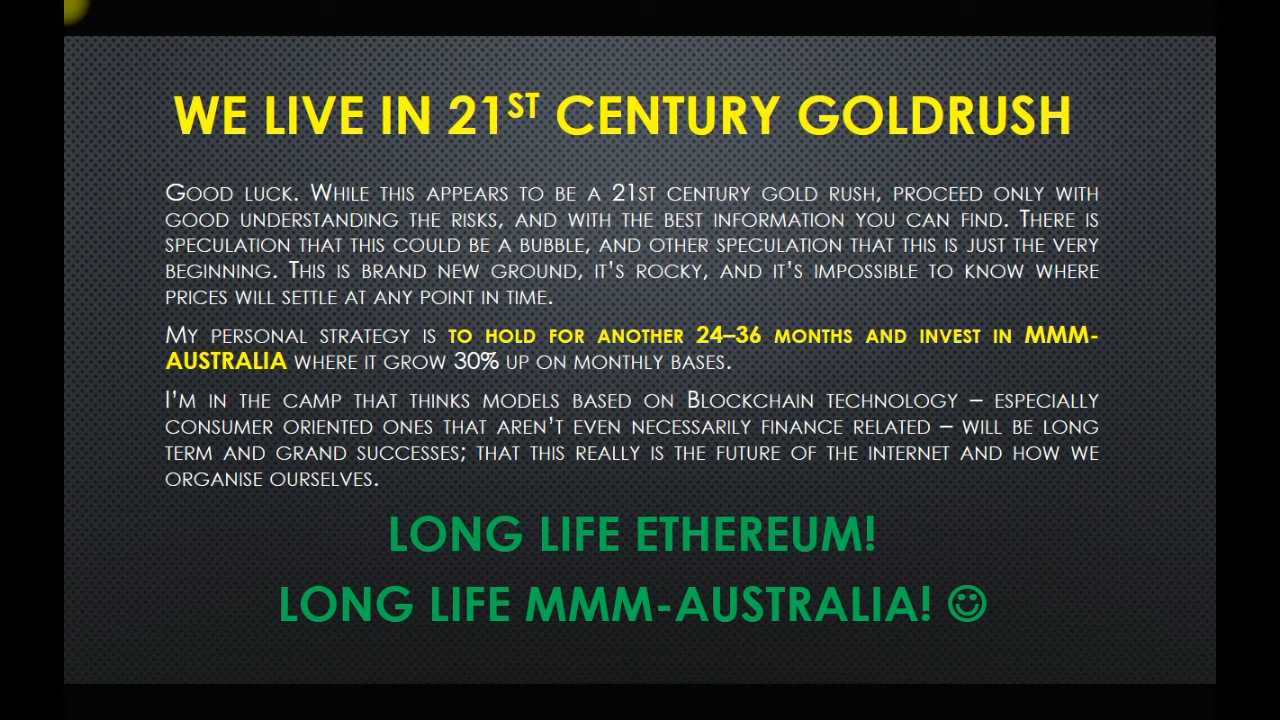 WE LIVE IN 21ST CENTURY GOLDRUSH
GOOD LUCK. WHILE THIS APPEARS TO BE A 21ST CENTURY GOLD RUSH, PROCEED ONLY WITH
GOOD UNDERSTANDING THE RISKS, AND WITH THE BEST INFORMATION YOU CAN FIND. THERE IS
SPECULATION THAT THIS COULD BE A BUBBLE, AND OTHER SPECULATION THAT THIS IS JUST THE VERY
BEGINNING. THIS IS BRAND NEW GROUND, IT'S ROCKY, AND IT'S IMPOSSIBLE TO KNOW WHERE
PRICES WILL SETTLE AT ANY POINT IN TIME.
MY PERSONAL STRATEGY IS TO HOLD FOR ANOTHER 24–36 MONTHS AND INVEST IN MMM-
AUSTRALIA WHERE IT GROW 30% UP ON MONTHLY BASES.
I'M IN THE CAMP THAT THINKS MODELS BASED ON BLOCKCHAIN TECHNOLOGY – ESPECIALLY
CONSUMER ORIENTED ONES THAT AREN'T EVEN NECESSARILY FINANCE RELATED – WILL BE LONG
TERM AND GRAND SUCCESSES; THAT THIS REALLY IS THE FUTURE OF THE INTERNET AND HOW WE
ORGANISE OURSELVES.
LONG LIFE ETHEREUM!
LONG LIFE MMM-AUSTRALIA! ☺